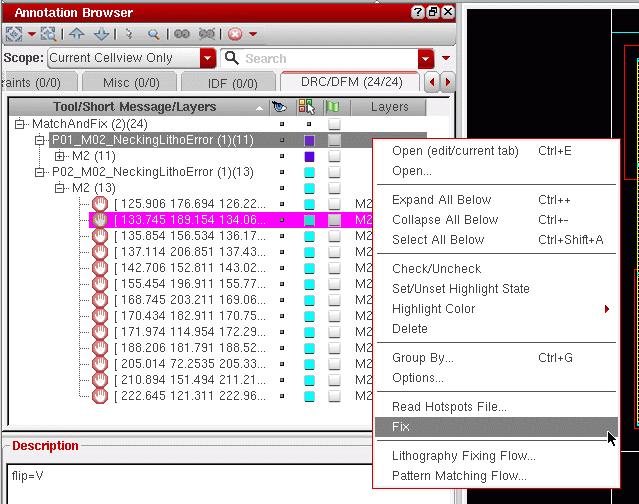 Annotation Browser
Scope: Current Cellview Only Search
raints (0/0) Misc (0/0) IDF (0/0) DRC/DFM (24/24)
Tool/Short Message/Layers Layers
MatchAndFix (2)(24)
P01_M02_NeckingLithoError (1)(11)
M2 (11)
P02_M02_NeckingLithoError (1)(13)
M2 (13)
[ 125.906 176.694 126.22... M2
[ 133.745 189.154 134.06... M2
[ 135.854 156.534 136.17... M2
[ 137.114 206.851 137.43... M2
[ 142.706 152.811 143.02... M2
[ 155.454 196.911 155.77... M2
[ 168.745 203.211 169.06... M2
[ 170.434 182.911 170.75... M2
[ 171.974 114.954 172.29... M2
[ 188.206 181.791 188.52... M2
[ 205.014 72.2535 205.33... M2
[ 210.894 151.494 211.21... M2
[ 222.645 121.311 222.96... M2
Open (edit/current tab) Ctrl+E
Open...
Expand All Below Ctrl++
Collapse All Below Ctrl+-
Select All Below Ctrl+Shift+A
Check/Uncheck
Set/Unset Highlight State
Highlight Color
Delete
Group By... Ctrl+G
Options...
Read Hotspots File...
Fix
Lithography Fixing Flow...
Pattern Matching Flow...
Description
flip=V